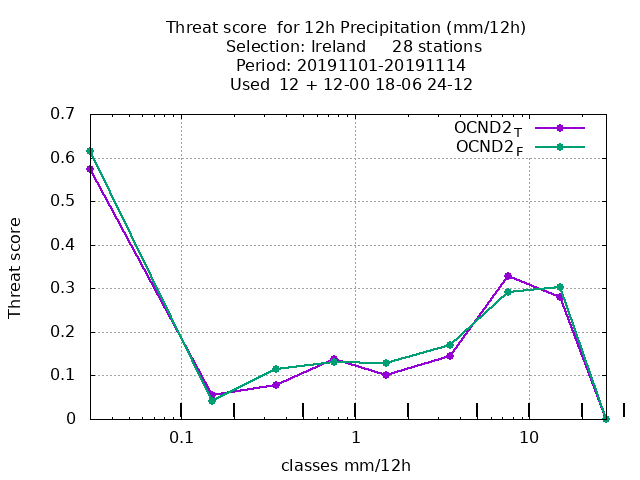 Threat score  for 12h Precipitation (mm/12h)
Selection: Ireland     28 stations
Period: 20191101-20191114
Used  12 + 12-00 18-06 24-12
OCND2T
OCND2F
Threat score
0.7
0.6
0.5
0.4
0.3
0.2
0.1
0
0.1 1 10
classes mm/12h